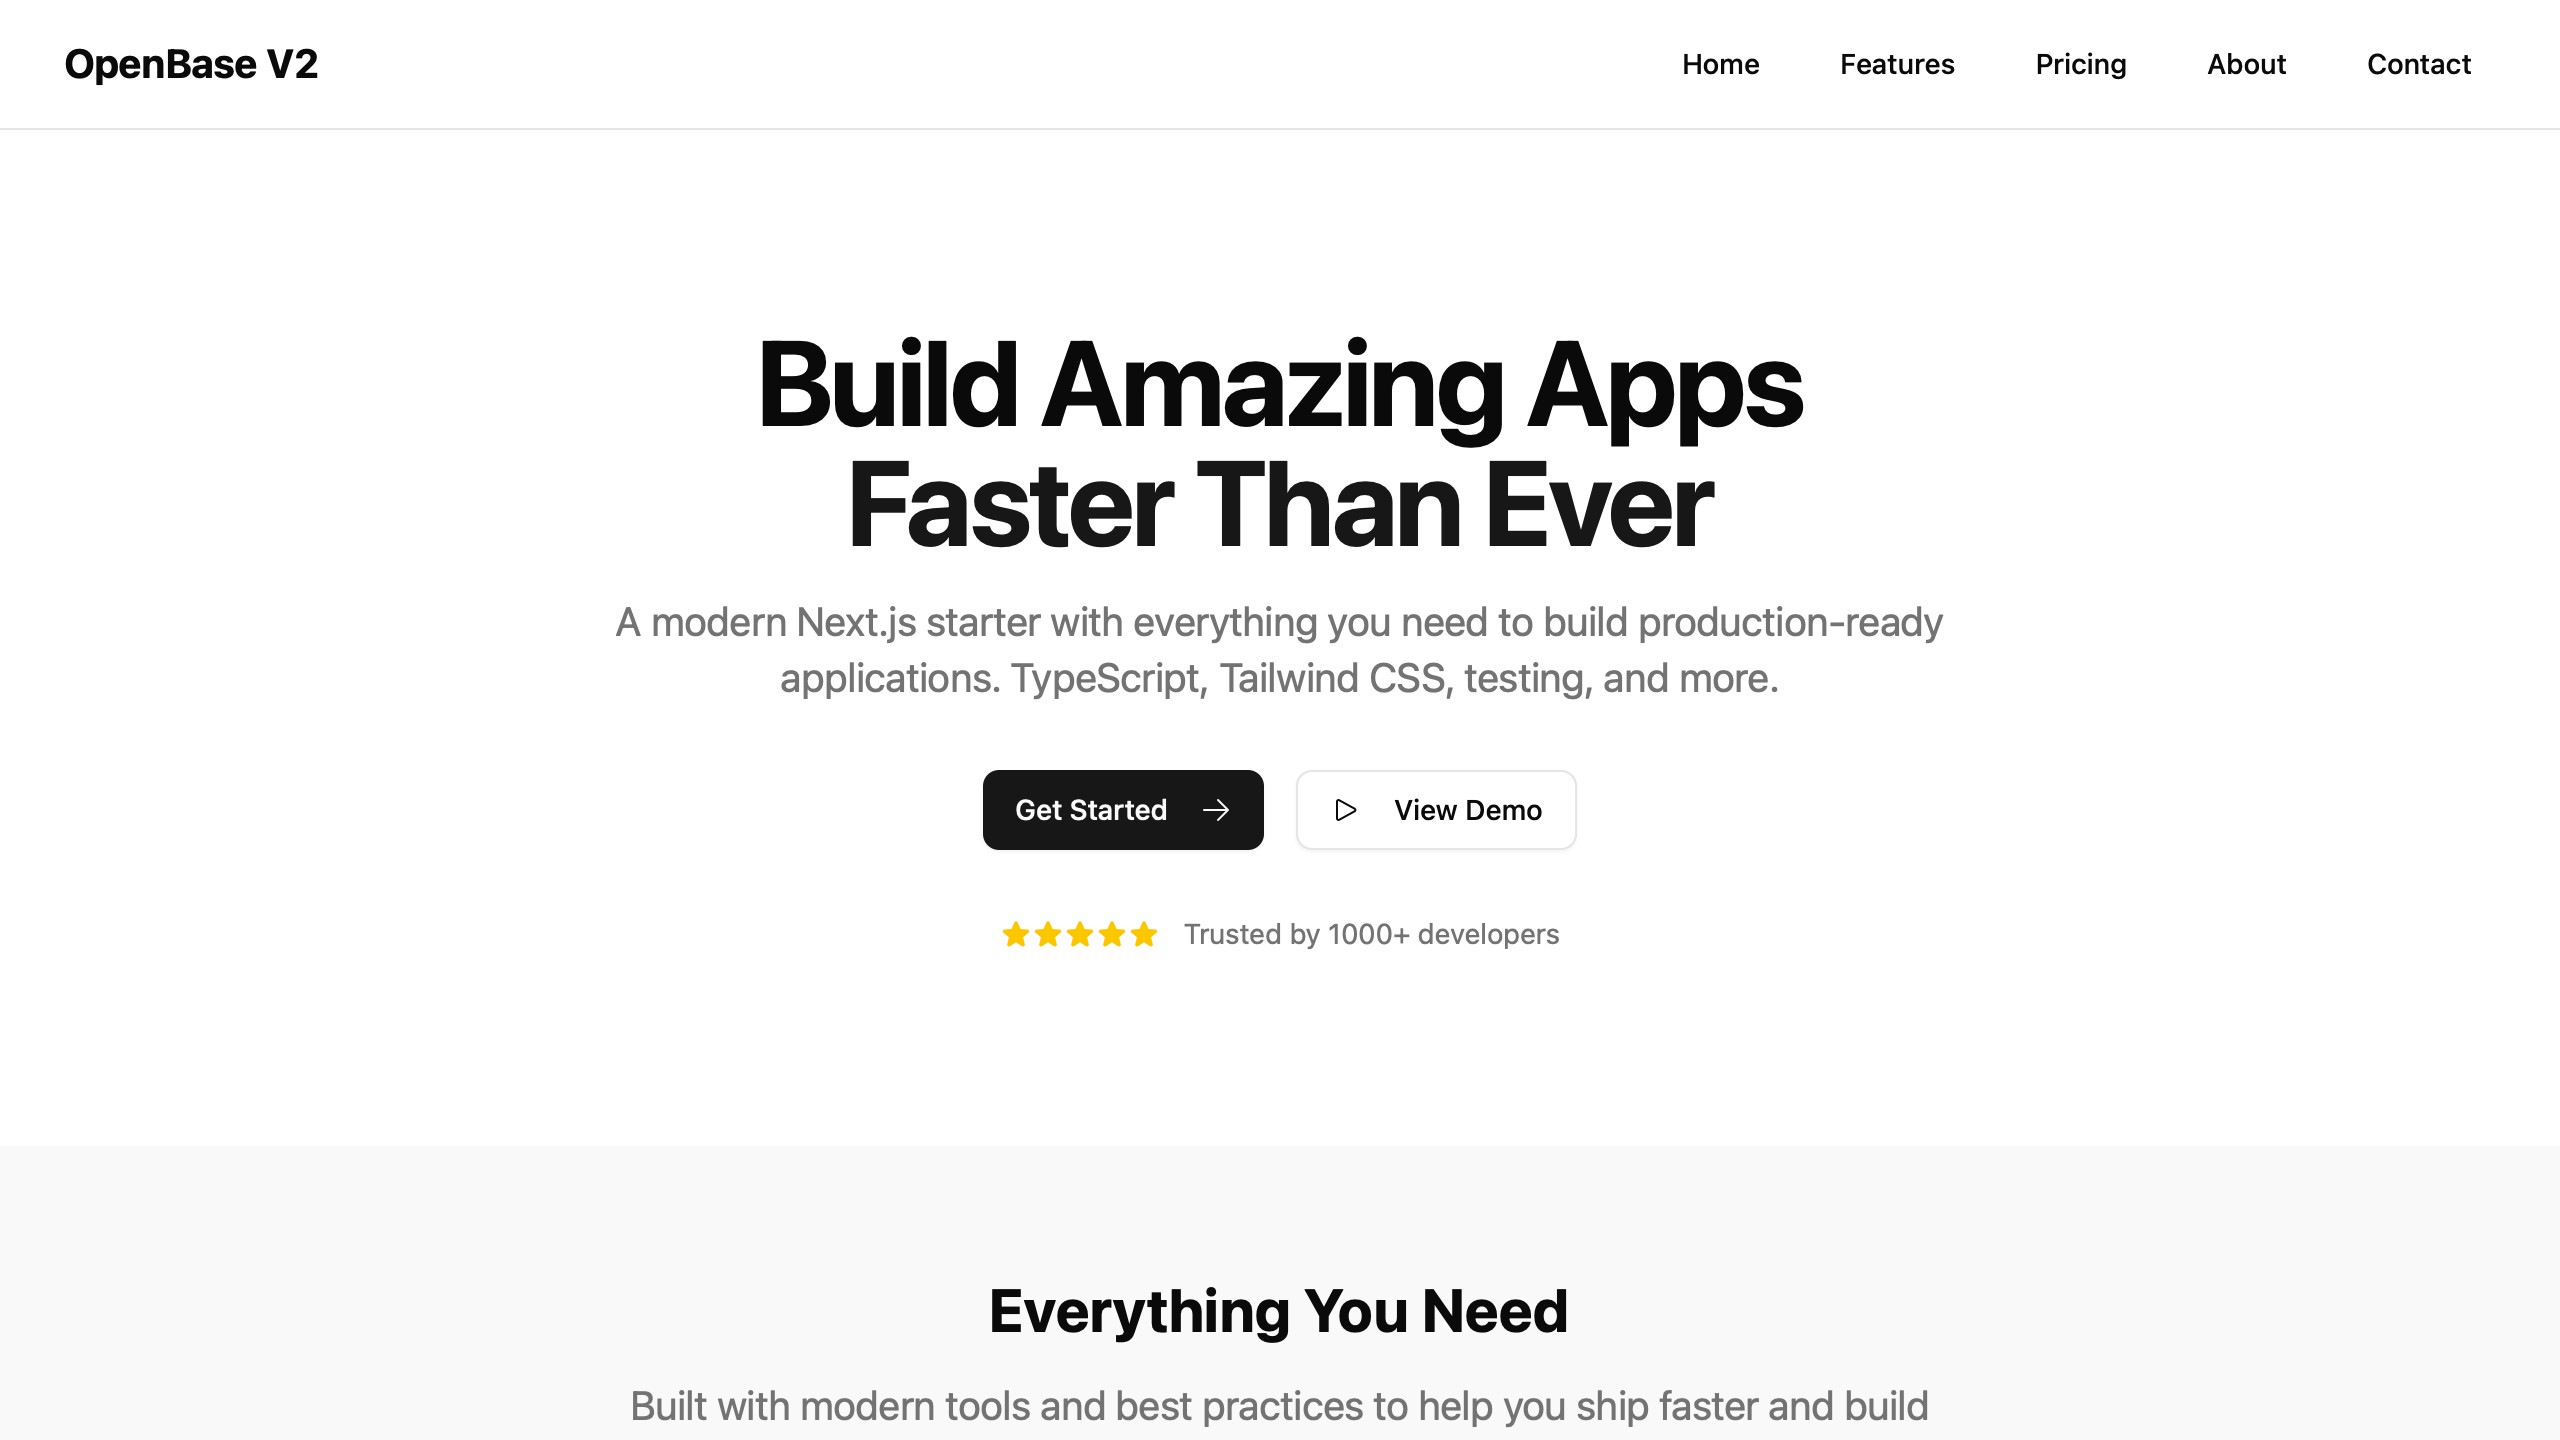 OpenBase V2
Home
Features
Pricing
About
Contact
Build Amazing Apps
Faster Than Ever
A modern Next.js starter with everything you need to build production-ready
applications. TypeScript, Tailwind CSS, testing, and more.
Get Started
View Demo
Trusted by 1000+ developers
Everything You Need
Built with modern tools and best practices to help you ship faster and build